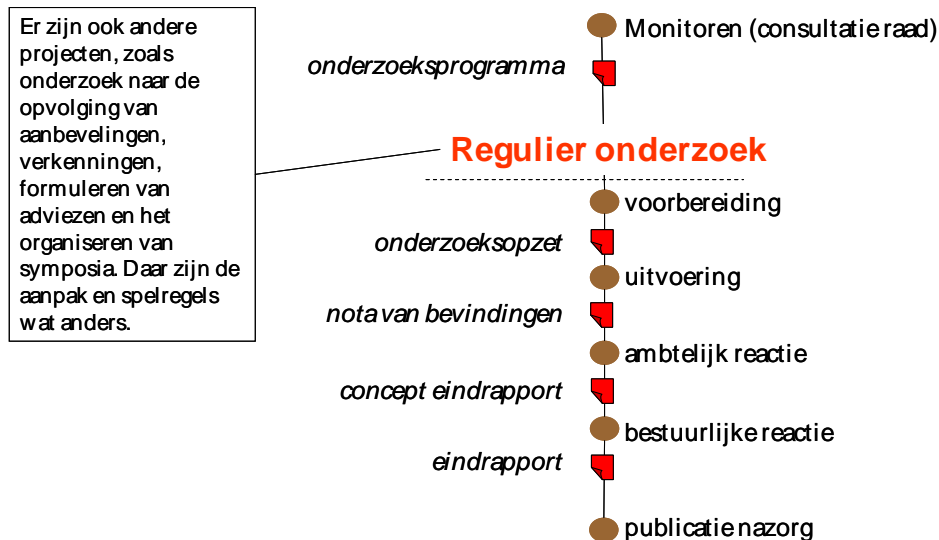 Er zijn ook andere
projecten, zoals
onderzoek naar de
opvolging van
aanbevelingen,
verkenningen,
formuleren van
adviezen en het
organiseren van
symposia. Daar zijn de
aanpak en spelregels
wat anders.
Monitoren (consultatie raad)
onderzoeksprogramma
Regulier onderzoek
voorbereiding
onderzoeksopzet
uitvoering
nota van bevindingen
ambtelijk reactie
concept eindrapport
bestuurlijke reactie
eindrapport
publicatie nazorg